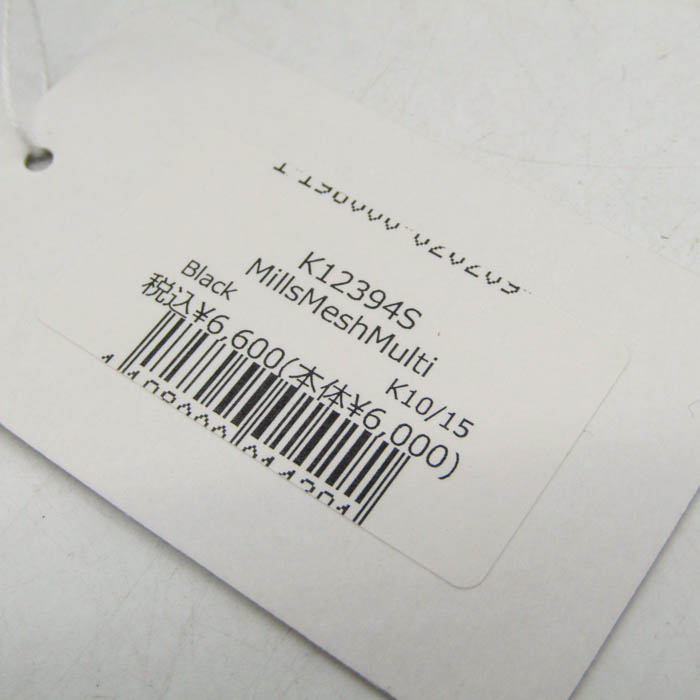 K12394S
MillsMeshMulti
Black
K10/15
税込¥6,600(本体¥6,000)